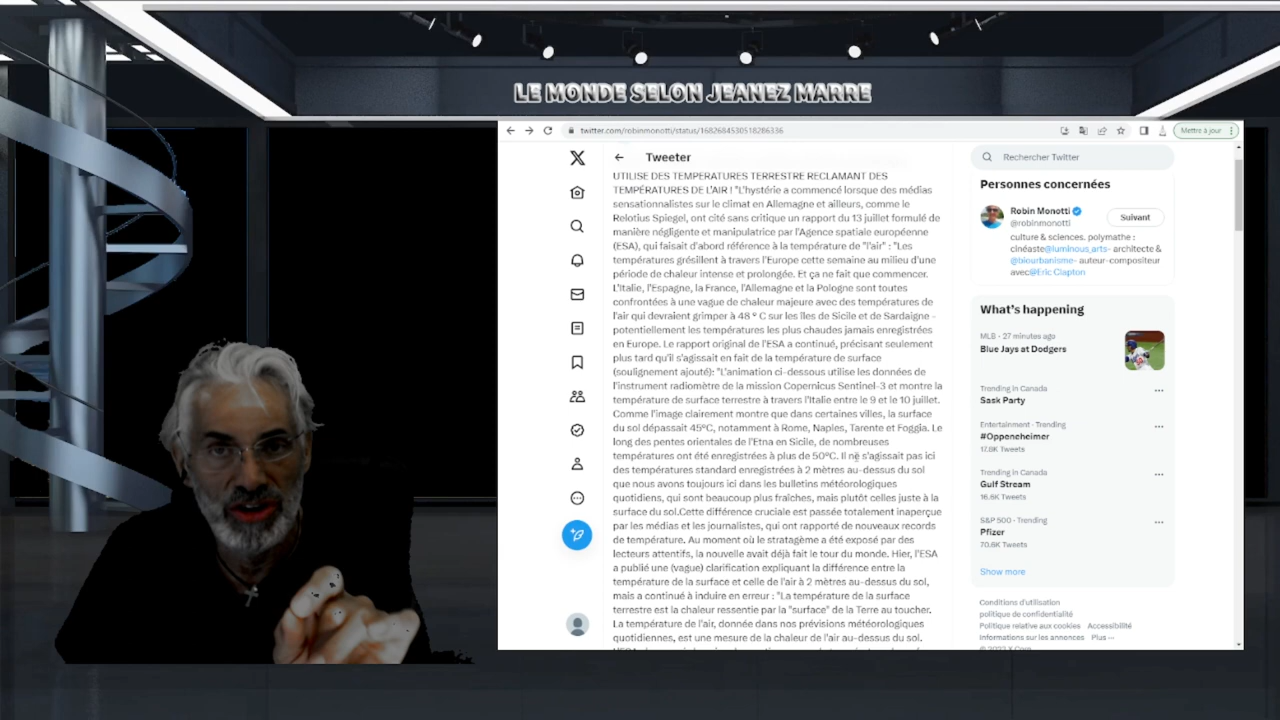 LE MONDE SELON JEANEZ MARRE
twitter.com/robinmonotti/status/1682684530518286336
Mettre à jour
Tweeter
UTILISE DES TEMPERATURES TERRESTRE RECLAMANT DES
TEMPÉRATURES DE L'AIR ! "L'hystérie a commencé lorsque des médias
sensationnalistes sur le climat en Allemagne et ailleurs, comme le
Relotius Spiegel, ont cité sans critique un rapport du 13 juillet formulé de
manière négligente et manipulatrice par l'Agence spatiale européenne
(ESA), qui faisait d'abord référence à la température de "l'air" : "Les
températures grésillent à travers l'Europe cette semaine au milieu d'une
période de chaleur intense et prolongée. Et ça ne fait que commencer.
L'Italie, l'Espagne, la France, l'Allemagne et la Pologne sont toutes
confrontées à une vague de chaleur majeure avec des températures de
l'air qui devraient grimper à 48 ° C sur les îles de Sicile et de Sardaigne -
potentiellement les températures les plus chaudes jamais enregistrées
en Europe. Le rapport original de l'ESA a continué, précisant seulement
plus tard qu'il s'agissait en fait de la température de surface
(soulignement ajouté): "L'animation ci-dessous utilise les données de
l'instrument radiomètre de la mission Copernicus Sentinel-3 et montre la
température de surface terrestre à travers l'Italie entre le 9 et le 10 juillet.
Comme l'image clairement montre que dans certaines villes, la surface
du sol dépassait 45°C, notamment à Rome, Naples, Tarente et Foggia. Le
long des pentes orientales de l'Etna en Sicile, de nombreuses
températures ont été enregistrées à plus de 50°C. Il ne s'agissait pas ici
des températures standard enregistrées à 2 mètres au-dessus du sol
que nous avons toujours ici dans les bulletins météorologiques
quotidiens, qui sont beaucoup plus fraîches, mais plutôt celles juste à la
surface du sol.Cette différence cruciale est passée totalement inaperçue
par les médias et les journalistes, qui ont rapporté de nouveaux records
de température. Au moment où le stratagème a été exposé par des
lecteurs attentifs, la nouvelle avait déjà fait le tour du monde. Hier, l'ESA
a publié une (vague) clarification expliquant la différence entre la
température de la surface et celle de l'air à 2 mètres au-dessus du sol,
mais a continué à induire en erreur : "La température de la surface
terrestre est la chaleur ressentie par la "surface" de la Terre au toucher.
La température de l'air, donnée dans nos prévisions météorologiques
quotidiennes, est une mesure de la chaleur de l'air au-dessus du sol.
Rechercher Twitter
Personnes concernées
Robin Monotti
@robinmonotti
Suivant
culture & sciences. polymathe :
cinéaste@luminous_arts- architecte &
@biourbanisme- auteur-compositeur
avec@Eric Clapton
What's happening
MLB · 27 minutes ago
Blue Jays at Dodgers
Trending in Canada
Sask Party
Entertainment · Trending
#Oppenheimer
17.8K Tweets
Trending in Canada
Gulf Stream
16.6K Tweets
S&P 500 · Trending
Pfizer
70.6K Tweets
Show more
Conditions d'utilisation
politique de confidentialité
Politique relative aux cookies Accessibilité
Informations sur les annonces Plus ···